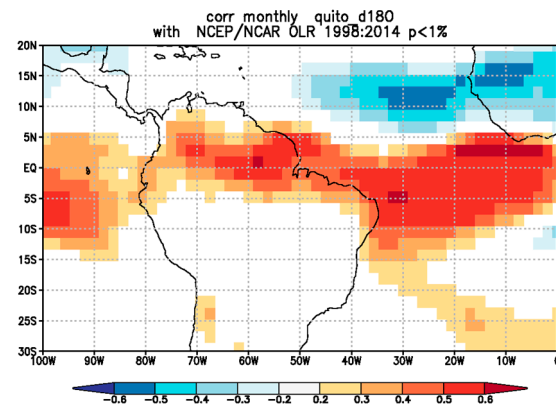 corr monthly quito_d18O
with NCEP/NCAR OLR 1998:2014 p<1%
20N
15N
10N
5N
EQ
5S
10S
15S
20S
25S
30S
100W 90W 80W 70W 60W 50W 40W 30W 20W 10W 0
-0.6 -0.5 -0.4 -0.3 -0.2 0.2 0.3 0.4 0.5 0.6